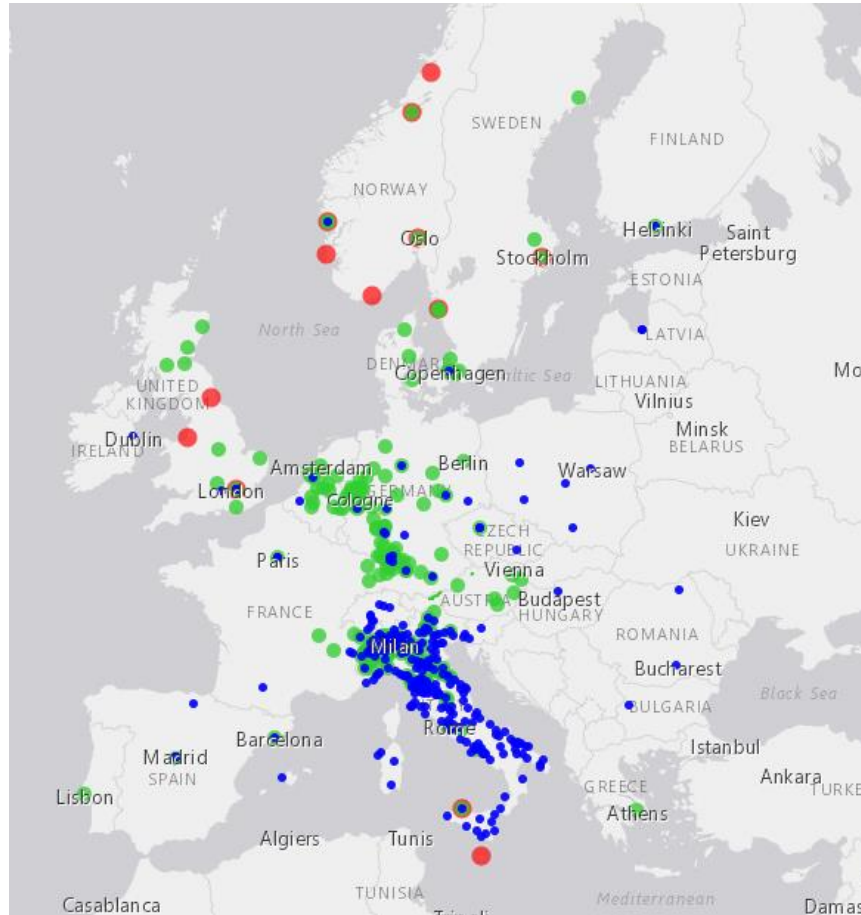 SWEDEN
FINLAND
NORWAY
Oslo
Helsinki
Saint
Petersburg
Stockholm
ESTONIA
North Sea
LATVIA
DENMARK
Copenhagen
LITHUANIA
Mo
UNITED
KINGDOM
Vilnius
Minsk
BELARUS
Dublin
IRELAND
Amsterdam
Berlin
Warsaw
London
Cologne
GERMANY
Kiev
UKRAINE
Paris
CZECH
REPUBLIC
Vienna
FRANCE
AUSTRIA
Budapest
HUNGARY
Milan
ROMANIA
Bucharest
Black Sea
BULGARIA
Rome
Barcelona
Madrid
SPAIN
Istanbul
Ankara
TURKE
Lisbon
GREECE
Athens
Algiers
Tunis
TUNISIA
Mediterranean
Casablanca
Damas